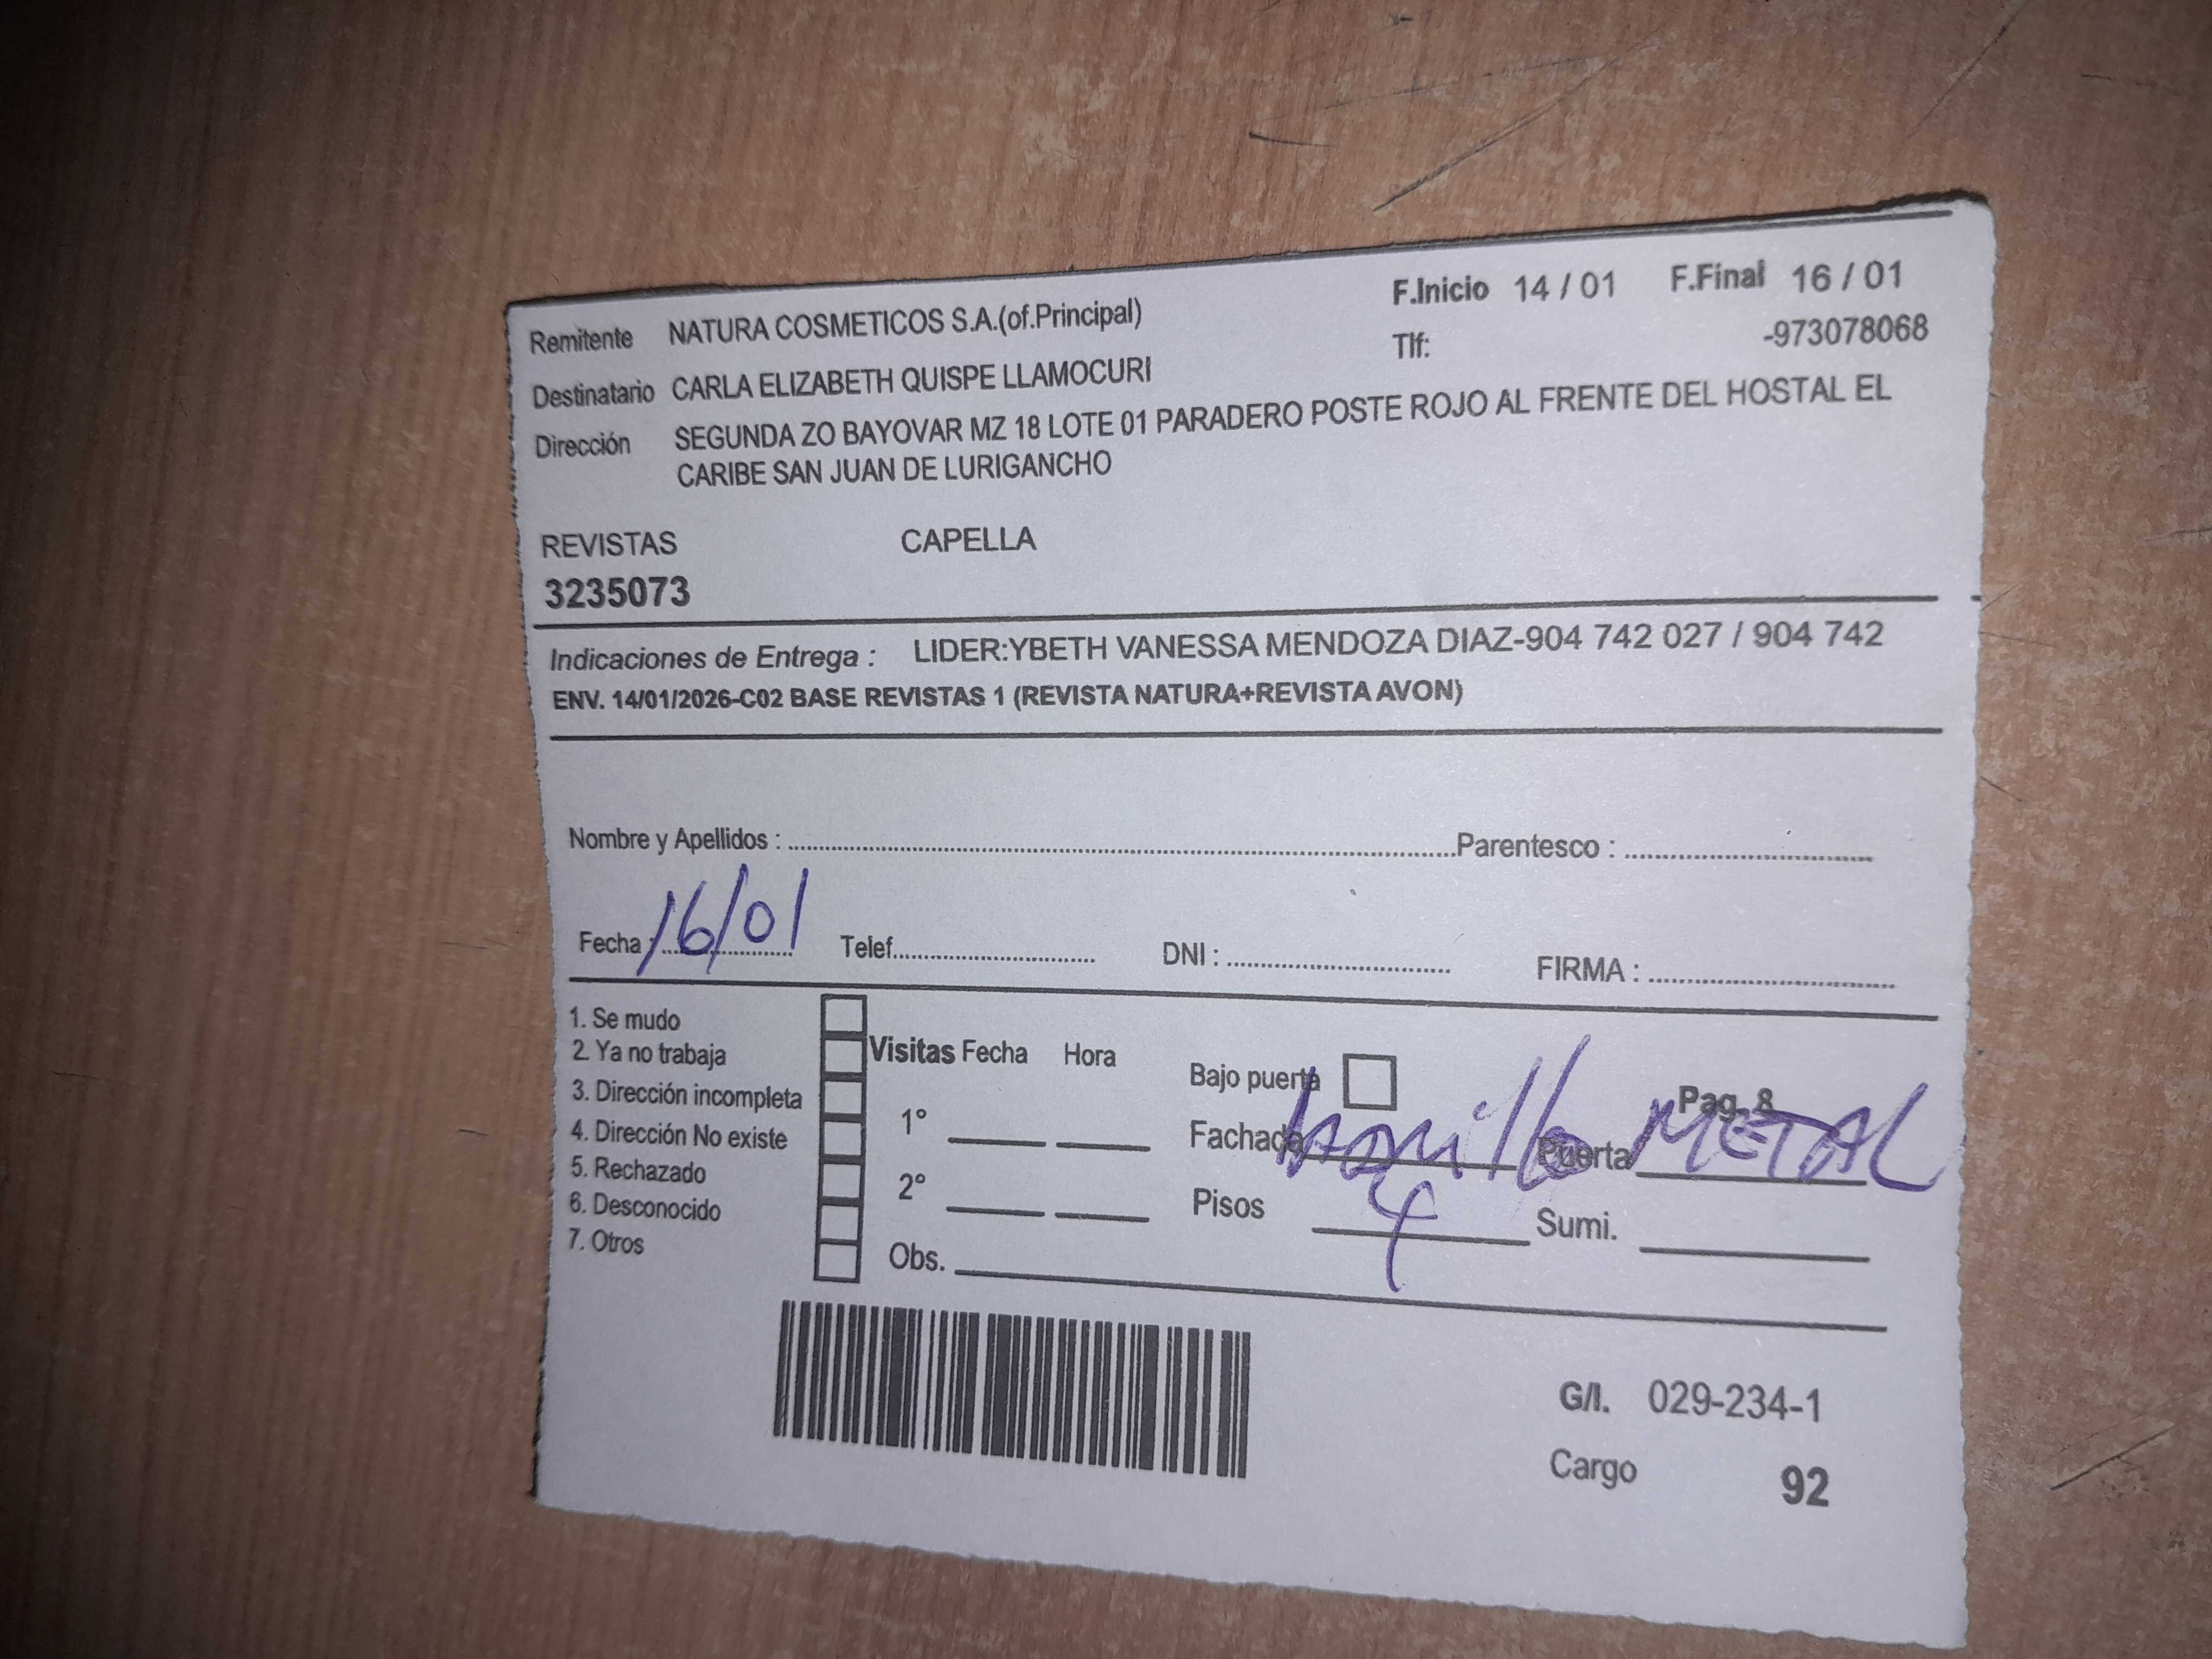 F.Inicio 14 / 01 F.Final 16 / 01
Remitente NATURA COSMETICOS S.A.(of.Principal)
Tlf: -973078068
Destinatario CARLA ELIZABETH QUISPE LLAMOCURI
Dirección SEGUNDA ZO BAYOVAR MZ 18 LOTE 01 PARADERO POSTE ROJO AL FRENTE DEL HOSTAL EL
CARIBE SAN JUAN DE LURIGANCHO
REVISTAS CAPELLA
3235073
Indicaciones de Entrega : LIDER:YBETH VANESSA MENDOZA DIAZ-904 742 027 / 904 742
ENV. 14/01/2026-C02 BASE REVISTAS 1 (REVISTA NATURA+REVISTA AVON)
Nombre y Apellidos : Parentesco :
Fecha : 16/01 Telef. DNI : FIRMA :
1. Se mudo
2. Ya no trabaja
3. Dirección incompleta
4. Dirección No existe
5. Rechazado
6. Desconocido
7. Otros
Visitas Fecha Hora
1°
2°
Obs.
Bajo puerta Pag. 8
Fachada ladrillo Puerta METAL
Pisos 4 Sumi.
G/I. 029-234-1
Cargo 92